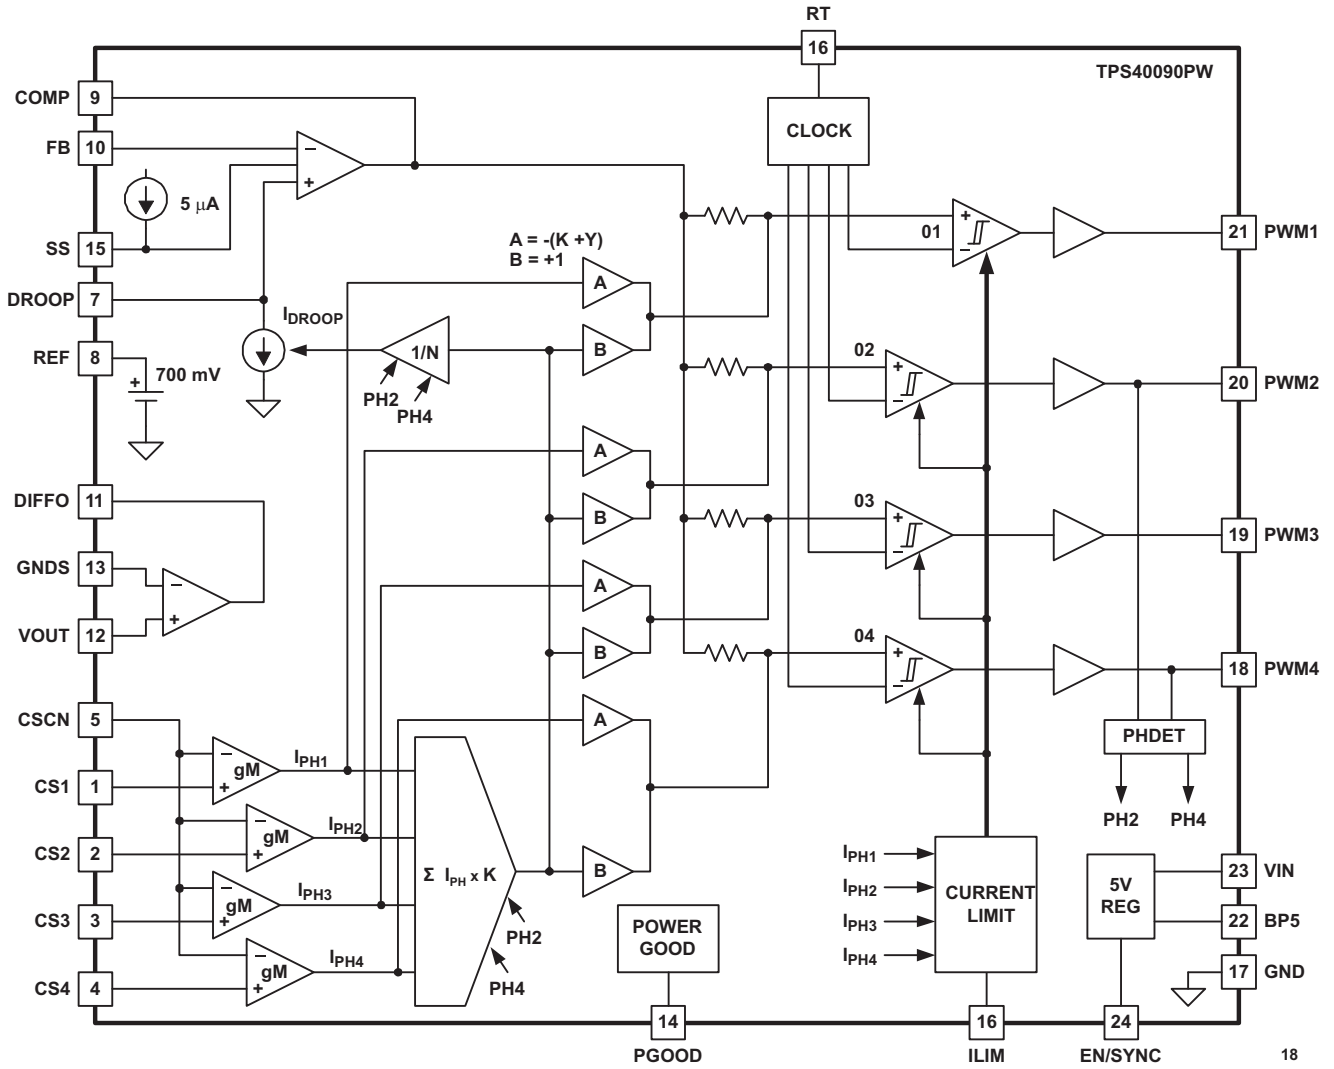 RT
16
TPS40090PW
COMP 9
CLOCK
FB 10
−
+
5 µA
SS 15
A = -(K +Y)
B = +1
01
+
−
21 PWM1
DROOP 7
A
IDROOP
REF 8
+
700 mV
1/N
B
PH2
PH4
02
+
−
20 PWM2
A
DIFFO 11
B
03
+
−
19 PWM3
GNDS 13
−
+
A
VOUT 12
B
04
+
−
18 PWM4
CSCN 5
A
PHDET
−
+
gM
IPH1
CS1 1
PH2
PH4
−
+
gM
IPH2
CS2 2
Σ IPH x K
B
IPH1
IPH2
IPH3
IPH4
CURRENT
LIMIT
5V
REG
23 VIN
−
+
gM
IPH3
CS3 3
PH2
POWER
GOOD
22 BP5
−
+
gM
IPH4
CS4 4
PH4
17 GND
14
16
24
PGOOD
ILIM
EN/SYNC
18